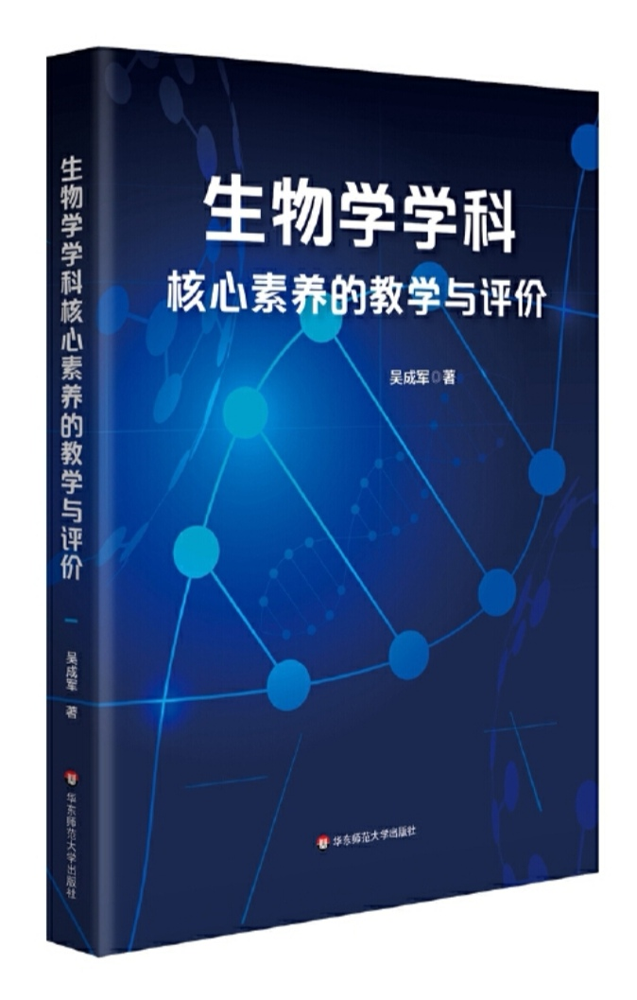 生物学学科
核心素养的教学与评价
吴成军 著
华东师范大学出版社
生物学学科核心素养的教学与评价
吴成军 著
华东师范大学出版社